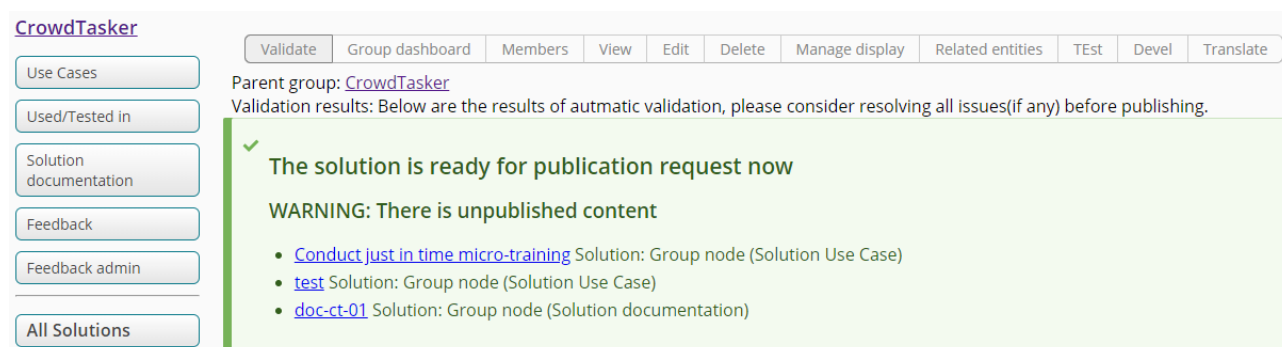 CrowdTasker
Use Cases
Used/Tested in
Solution
documentation
Feedback
Feedback admin
All Solutions
Validate Group dashboard Members View Edit Delete Manage display Related entities TEst Devel Translate
Parent group: CrowdTasker
Validation results: Below are the results of autmatic validation, please consider resolving all issues(if any) before publishing.
The solution is ready for publication request now
WARNING: There is unpublished content
Conduct just in time micro-training Solution: Group node (Solution Use Case)
test Solution: Group node (Solution Use Case)
doc-ct-01 Solution: Group node (Solution documentation)